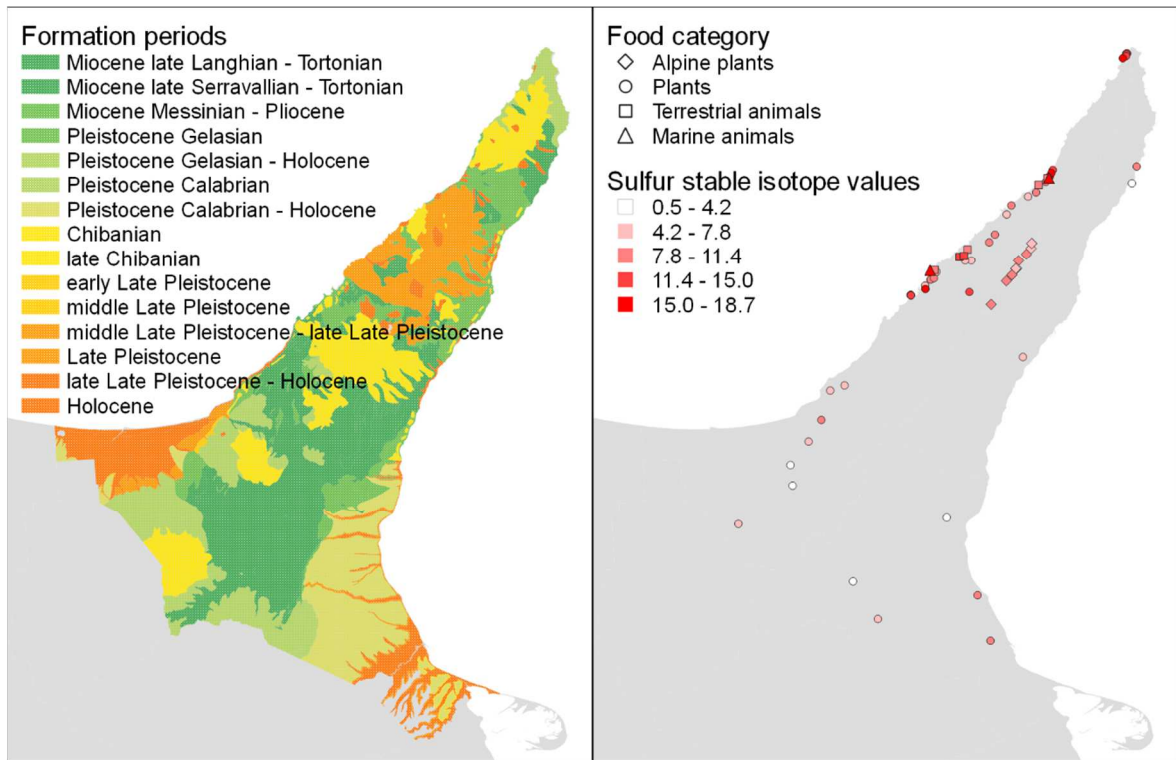 Formation periods
Miocene late Langhian - Tortonian
Miocene late Serravallian - Tortonian
Miocene Messinian - Pliocene
Pleistocene Gelasian
Pleistocene Gelasian - Holocene
Pleistocene Calabrian
Pleistocene Calabrian - Holocene
Chibanian
late Chibanian
early Late Pleistocene
middle Late Pleistocene
middle Late Pleistocene - late Late Pleistocene
Late Pleistocene
late Late Pleistocene - Holocene
Holocene
Food category
Alpine plants
Plants
Terrestrial animals
Marine animals
Sulfur stable isotope values
0.5 - 4.2
4.2 - 7.8
7.8 - 11.4
11.4 - 15.0
15.0 - 18.7